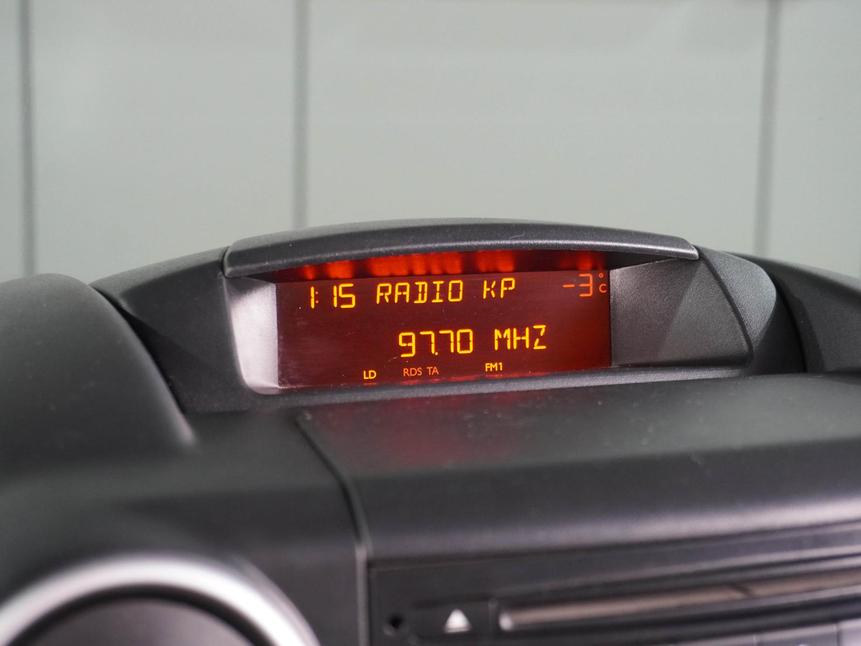 1:15 RADIO KP -3°C
97.70 MHZ
LD RDS TA FM1